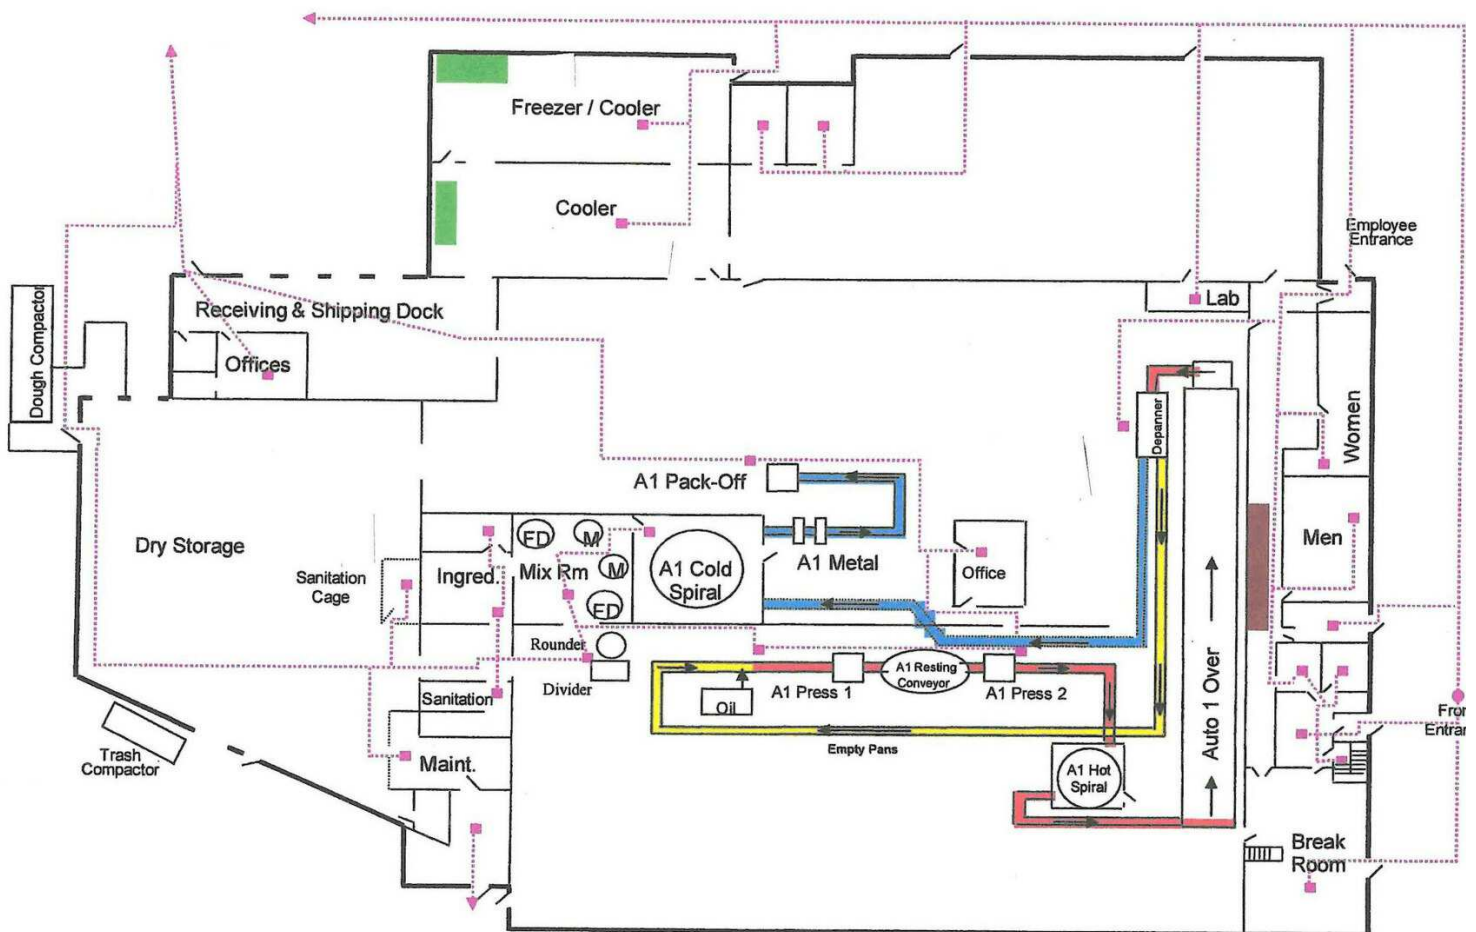 Freezer / Cooler
Cooler
Employee
Entrance
Receiving & Shipping Dock
Lab
Dough Compactor
Offices
Women
Depanner
A1 Pack-Off
Dry Storage
FD
M
Men
Sanitation
Cage
Ingred.
Mix Rm
M
A1 Cold
Spiral
A1 Metal
Office
FD
Auto 1 Over
Rounder
Divider
A1 Resting
Conveyor
A1 Press 1
A1 Press 2
Sanitation
Oil
Empty Pans
Trash
Compactor
Maint.
A1 Hot
Spiral
Fron
Entran
Break
Room